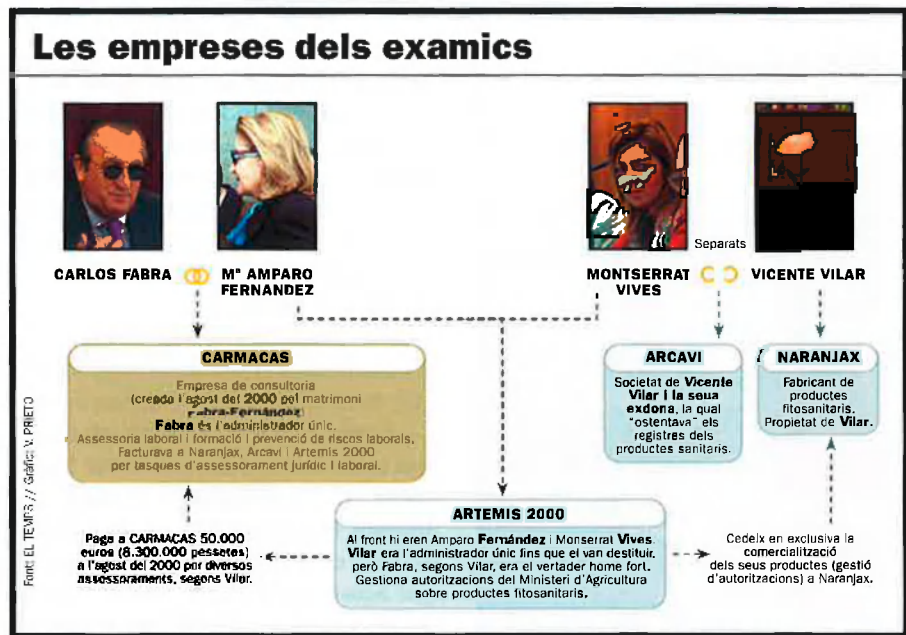 Les empreses dels examics
Separats
CARLOS FABRA
Mª AMPARO
FERNANDEZ
MONTSERRAT
VIVES
VICENTE VILAR
CARMACAS
Empresa de consultoria
(creada l'agost del 2000 pel matrimoni
Fabra-Fernández)
Fabra és l'administrador únic.
Assessoria laboral i formació i prevenció de riscos laborals,
Facturava a Naranjax, Arcavi i Artemis 2000
per tasques d'assessorament jurídic i laboral.
ARCAVI
Societat de Vicente
Vilar i la seua
exdona, la qual
"ostentava" els
registres dels
productes sanitaris.
NARANJAX
Fabricant de
productes
fitosanitaris.
Propietat de Vilar.
Paga a CARMACAS 50.000
euros (8.300.000 pessetes)
a l'agost del 2000 per diversos
assessoraments, segons Vilar.
ARTEMIS 2000
Al front hi eren Amparo Fernández i Monserrat Vives.
Vilar era l'administrador únic fins que el van destituir,
però Fabra, segons Vilar, era el vertader home fort.
Gestiona autoritzacions del Ministeri d'Agricultura
sobre productes fitosanitaris.
Cedeix en exclusiva la
comercialització
dels seus productes (gestió
d'autoritzacions) a Naranjax.
Font: EL TEMPS // Gràfic: V. PRIETO